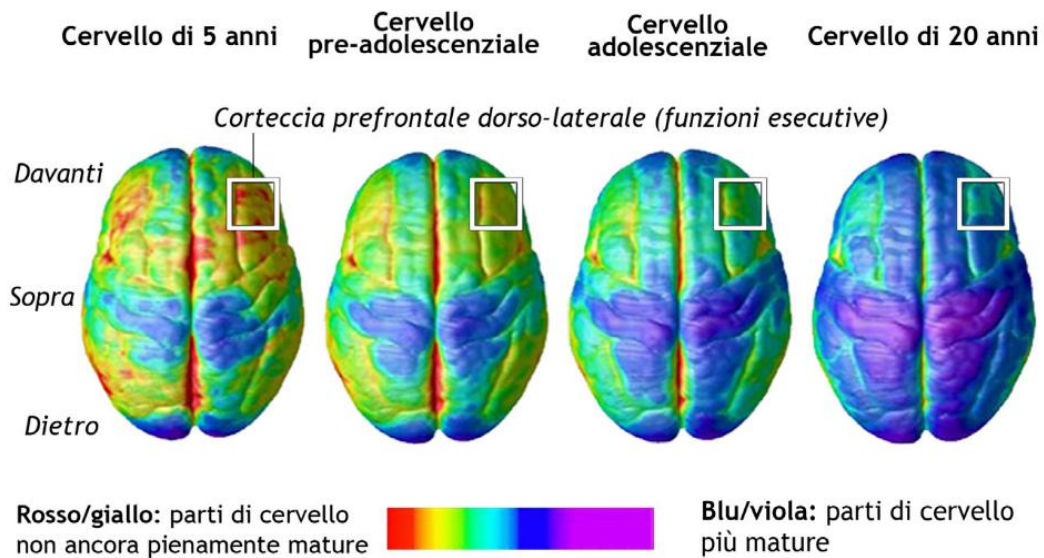 Cervello di 5 anni
Cervello
pre-adolescenziale
Cervello
adolescenziale
Cervello di 20 anni
Corteccia prefrontale dorso-laterale (funzioni esecutive)
Davanti
Sopra
Dietro
Rosso/giallo: parti di cervello
non ancora pienamente mature
Blu/viola: parti di cervello
più mature